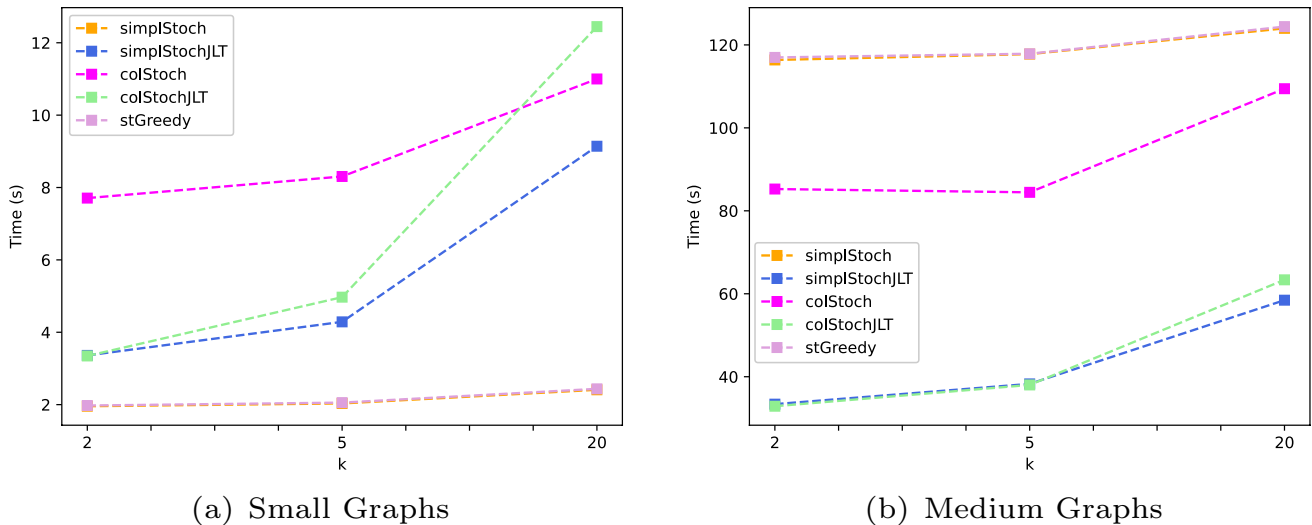 simplStoch
simplStochJLT
colStoch
colStochJLT
stGreedy
12
10
8
6
4
2
Time (s)
2
5
20
k
(a) Small Graphs
120
100
80
60
40
Time (s)
simplStoch
simplStochJLT
colStoch
colStochJLT
stGreedy
2
5
20
k
(b) Medium Graphs